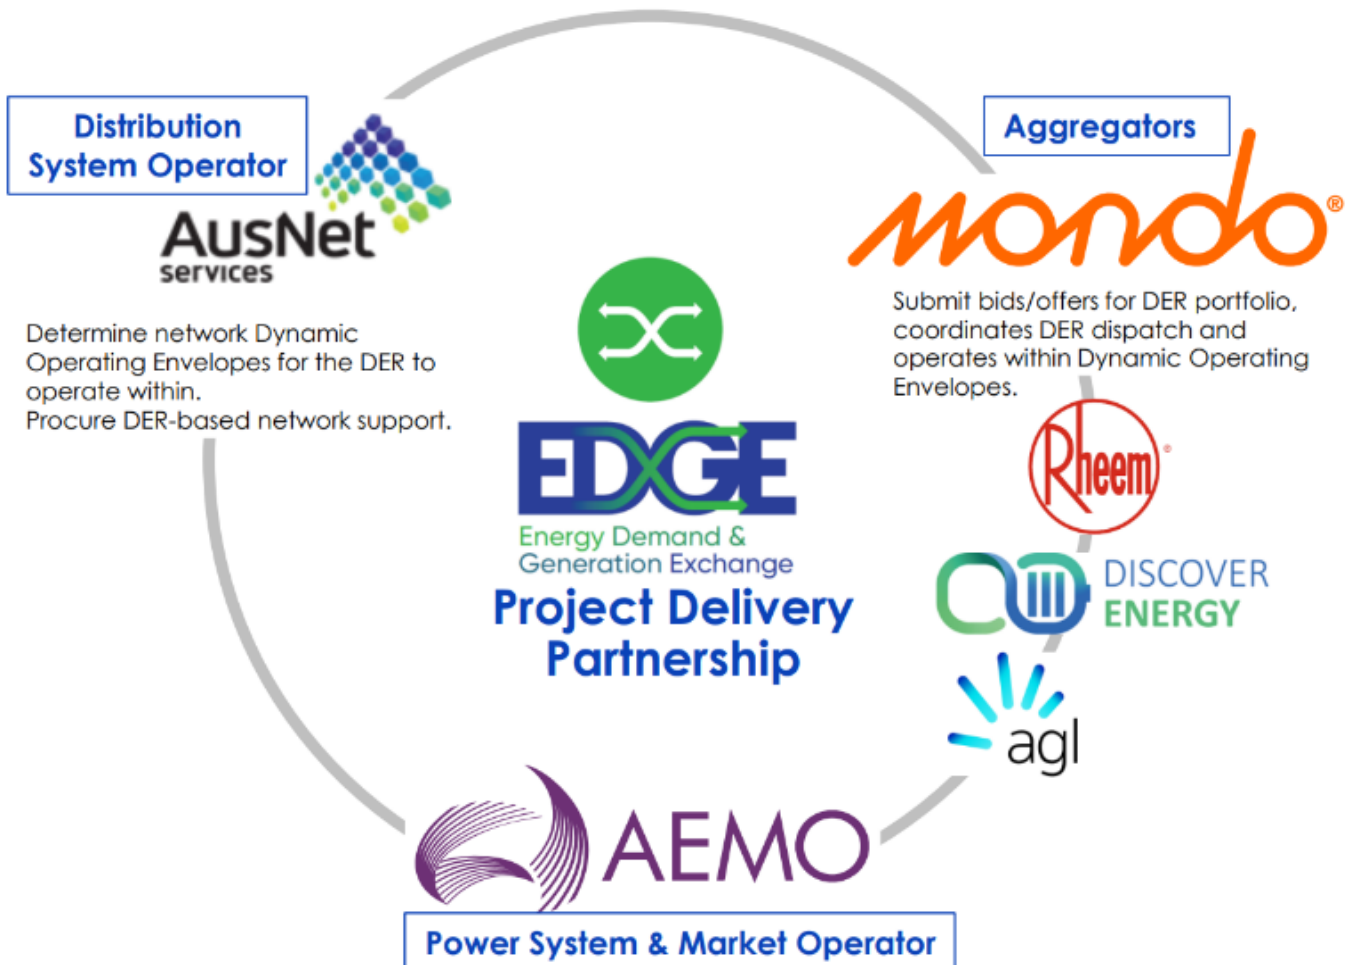 Distribution
System Operator
AusNet
services
Determine network Dynamic
Operating Envelopes for the DER to
operate within.
Procure DER-based network support.
Aggregators
mondo®
Submit bids/offers for DER portfolio,
coordinates DER dispatch and
operates within Dynamic Operating
Envelopes.
Rheem®
DISCOVER
ENERGY
agl
EDGE
Energy Demand &
Generation Exchange
Project Delivery
Partnership
AEMO
Power System & Market Operator